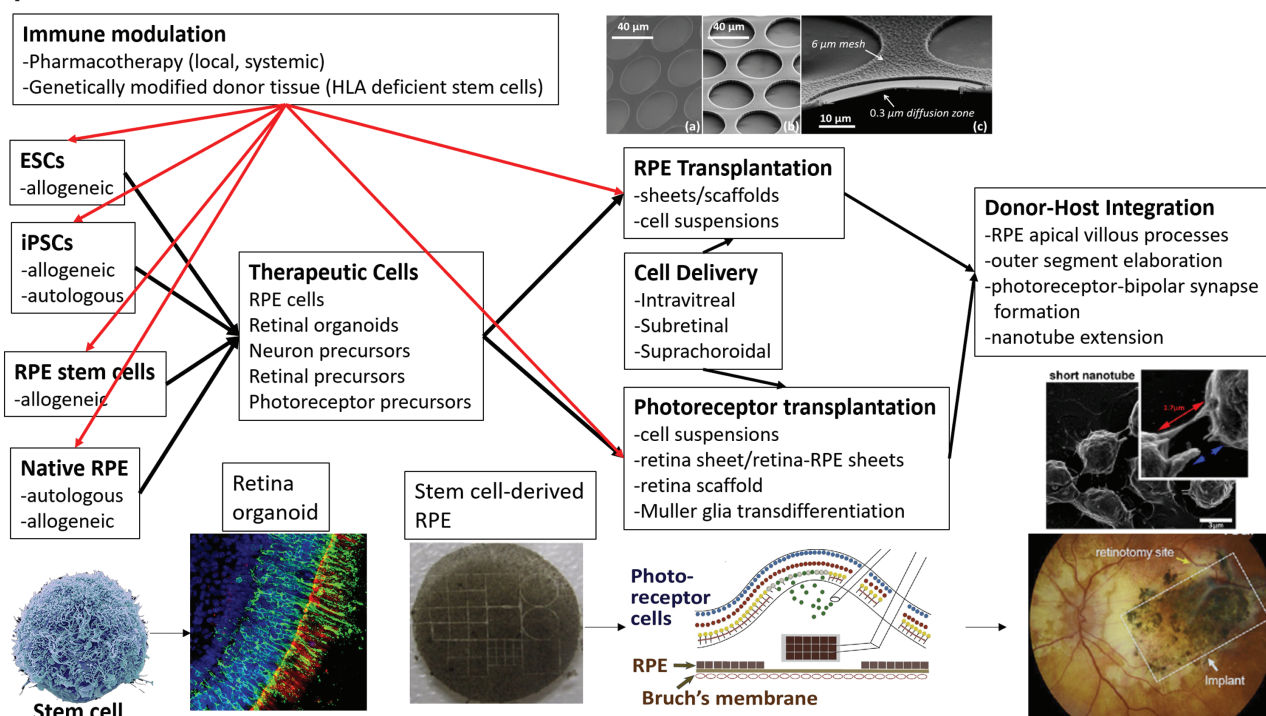 Immune modulation
-Pharmacotherapy (local, systemic)
-Genetically modified donor tissue (HLA deficient stem cells)
40 µm
(a)
40 µm
(b)
6 µm mesh
0.3 µm diffusion zone
10 µm
(c)
ESCs
-allogeneic
iPSCs
-allogeneic
-autologous
RPE stem cells
-allogeneic
Native RPE
-autologous
-allogeneic
Therapeutic Cells
RPE cells
Retinal organoids
Neuron precursors
Retinal precursors
Photoreceptor precursors
RPE Transplantation
-sheets/scaffolds
-cell suspensions
Cell Delivery
-Intravitreal
-Subretinal
-Suprachoroidal
Photoreceptor transplantation
-cell suspensions
-retina sheet/retina-RPE sheets
-retina scaffold
-Muller glia transdifferentiation
Donor-Host Integration
-RPE apical villous processes
-outer segment elaboration
-photoreceptor-bipolar synapse
formation
-nanotube extension
short nanotube
1.7µm
3µm
Retina
organoid
Stem cell-derived
RPE
Photo-
receptor
cells
RPE
Bruch's membrane
retinotomy site
Implant
Stem cell